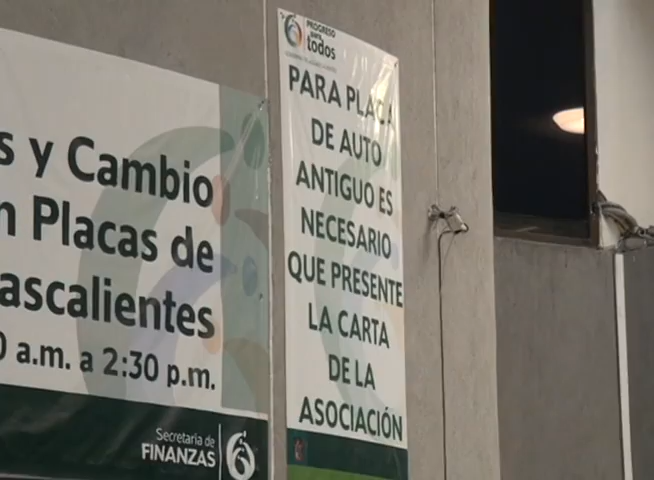 s y Cambio
n Placas de
ascalientes
0 a.m. a 2:30 p.m.
Secretaría de
FINANZAS
PROGRESO
para
todos
PARA PLACA
DE AUTO
ANTIGUO ES
NECESARIO
QUE PRESENTE
LA CARTA
DE LA
ASOCIACIÓN